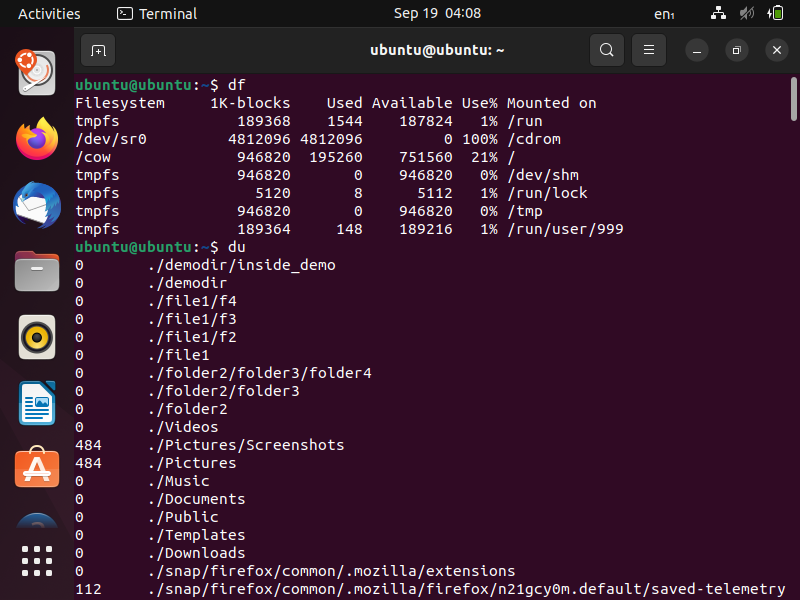 Activities Terminal Sep 19 04:08 en₁
ubuntu@ubuntu: ~
ubuntu@ubuntu:~$ df
Filesystem     1K-blocks    Used Available Use% Mounted on
tmpfs             189368    1544    187824   1% /run
/dev/sr0         4812096 4812096         0 100% /cdrom
/cow              946820  195260    751560  21% /
tmpfs             946820       0    946820   0% /dev/shm
tmpfs               5120       8      5112   1% /run/lock
tmpfs             946820       0    946820   0% /tmp
tmpfs             189364     148    189216   1% /run/user/999
ubuntu@ubuntu:~$ du
0       ./demodir/inside_demo
0       ./demodir
0       ./file1/f4
0       ./file1/f3
0       ./file1/f2
0       ./file1
0       ./folder2/folder3/folder4
0       ./folder2/folder3
0       ./folder2
0       ./Videos
484     ./Pictures/Screenshots
484     ./Pictures
0       ./Music
0       ./Documents
0       ./Public
0       ./Templates
0       ./Downloads
0       ./snap/firefox/common/.mozilla/extensions
112     ./snap/firefox/common/.mozilla/firefox/n21gcy0m.default/saved-telemetry